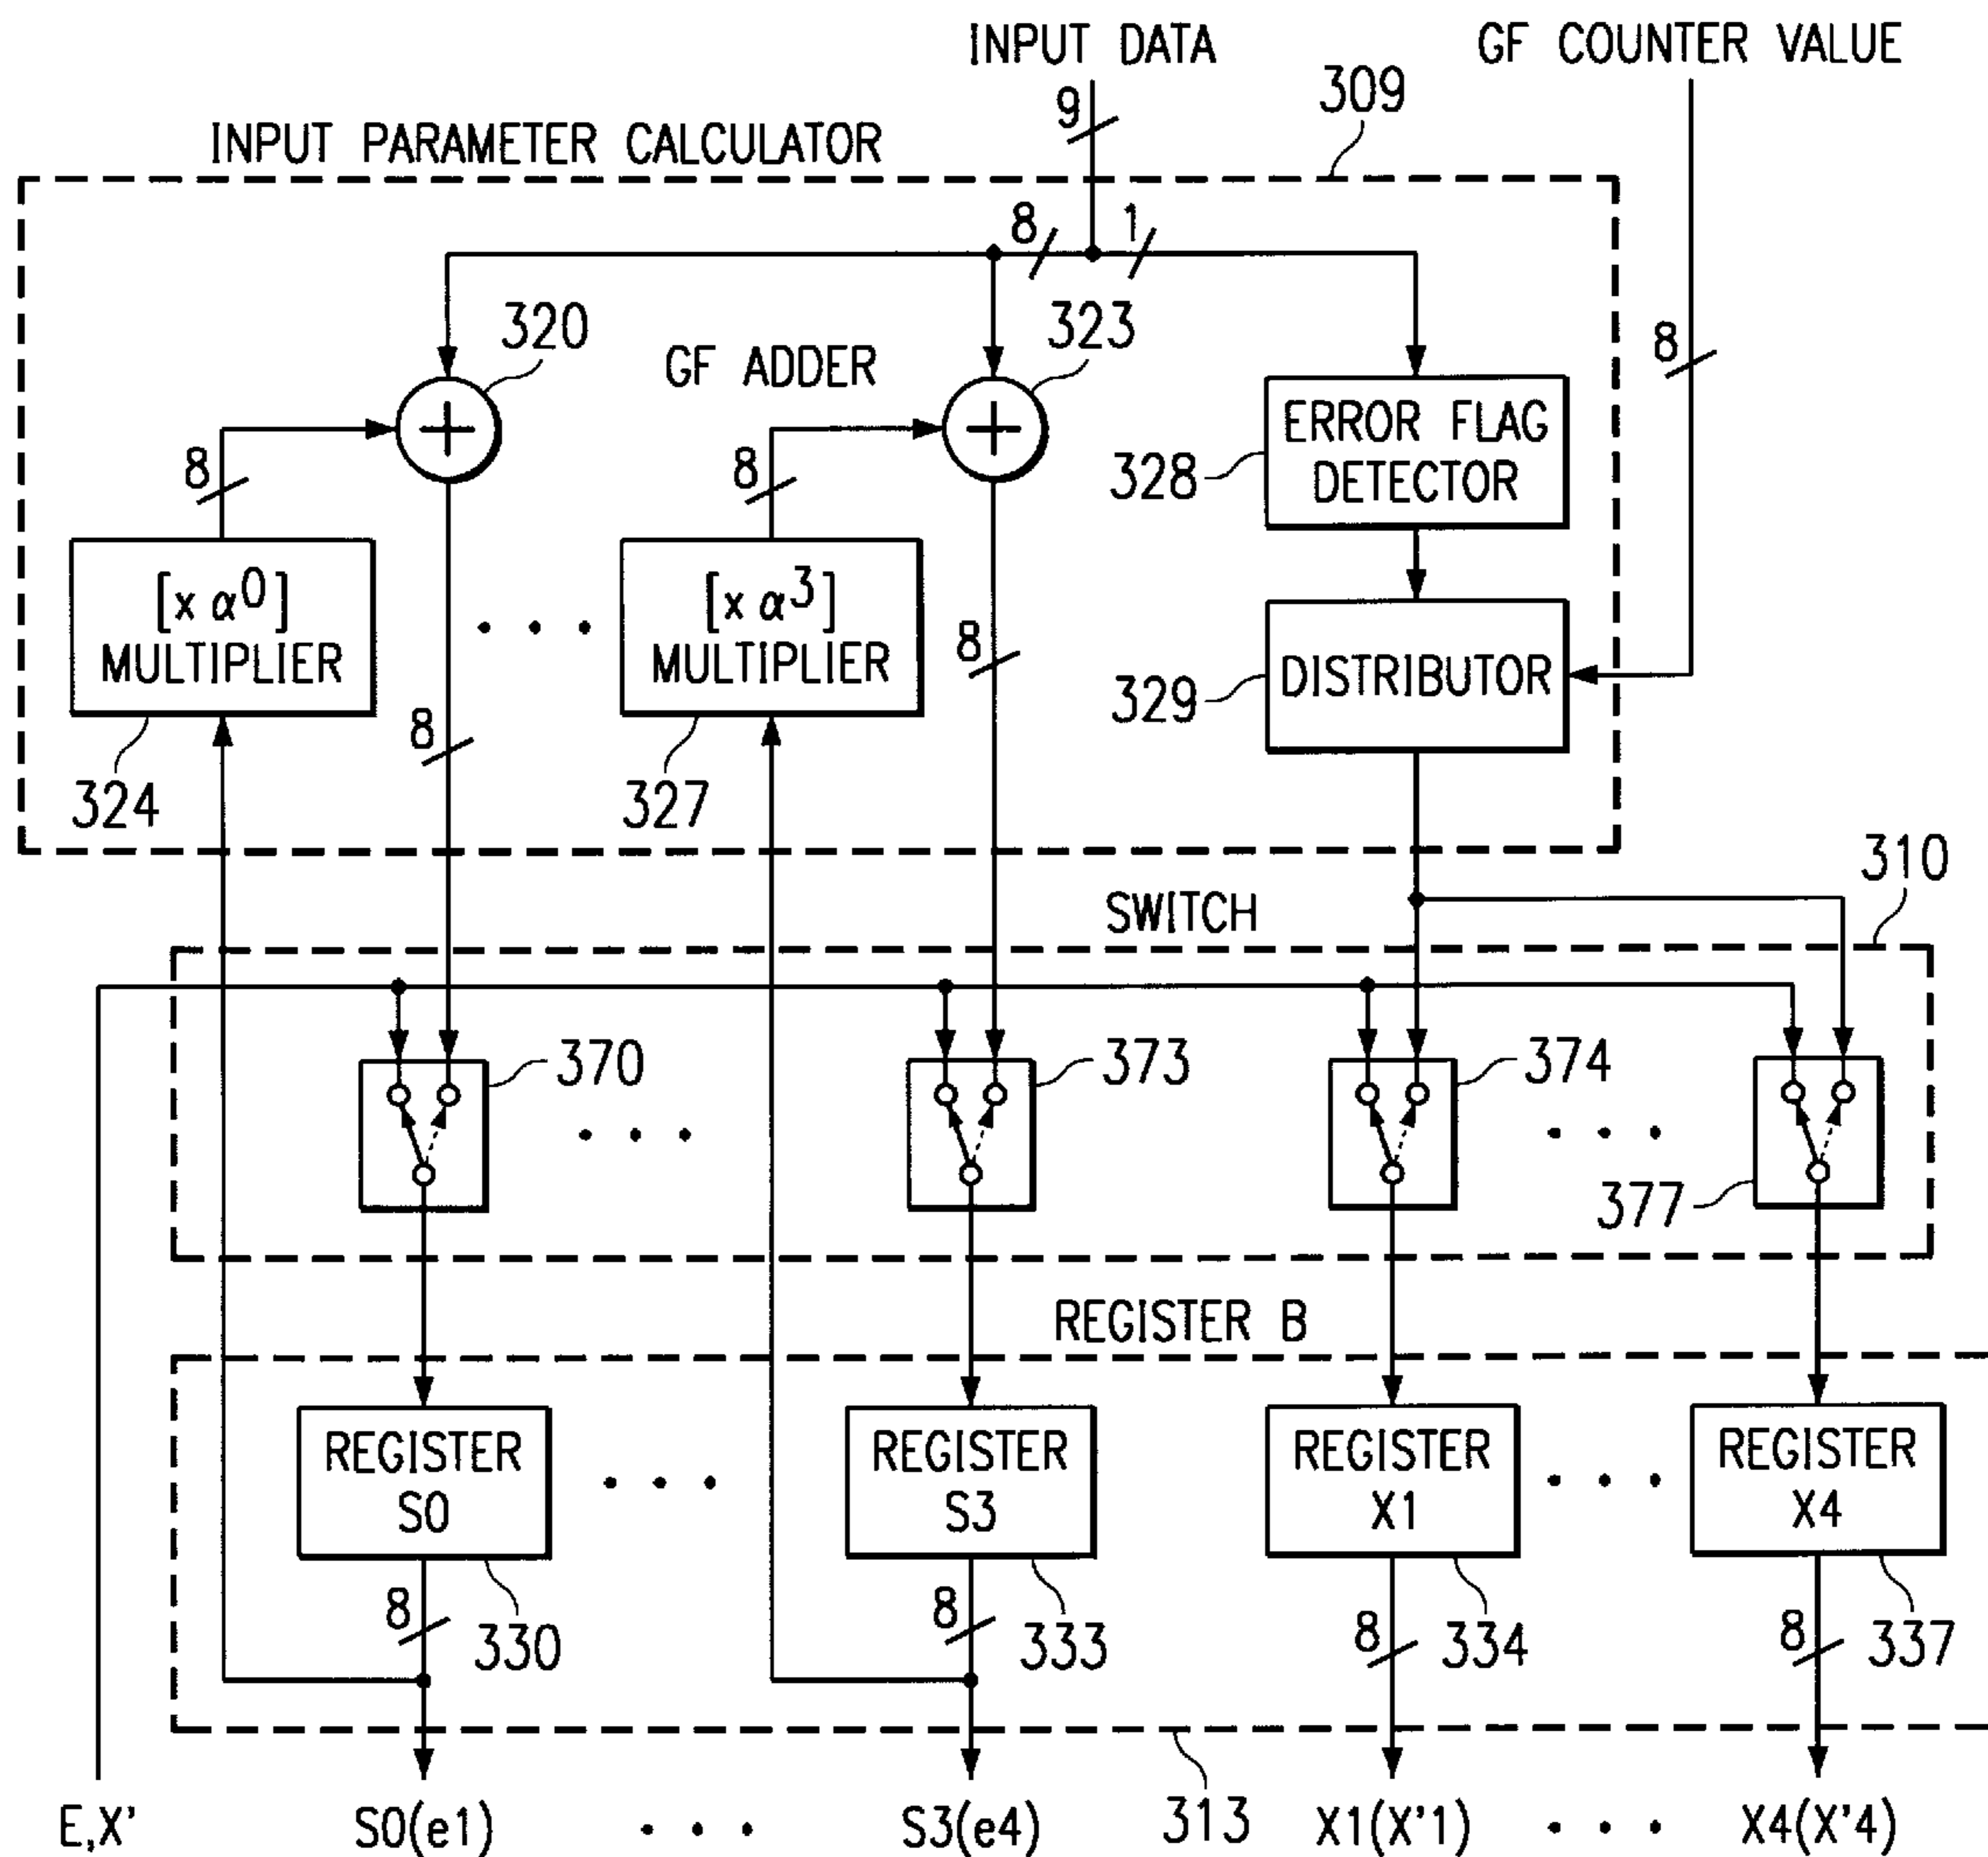 INPUT DATA
GF COUNTER VALUE
309
9
INPUT PARAMETER CALCULATOR
8
1
320
323
GF ADDER
8
+
+
ERROR FLAG
DETECTOR
8
8
328
[x α⁰]
MULTIPLIER
. . .
[x α³]
MULTIPLIER
8
DISTRIBUTOR
329
8
324
327
310
SWITCH
370
373
374
. . .
. . .
377
REGISTER B
REGISTER
S0
. . .
REGISTER
S3
REGISTER
X1
. . .
REGISTER
X4
8
330
8
333
8
334
8
337
E,X'
S0(e1)
. . .
S3(e4)
313
X1(X'1)
. . .
X4(X'4)